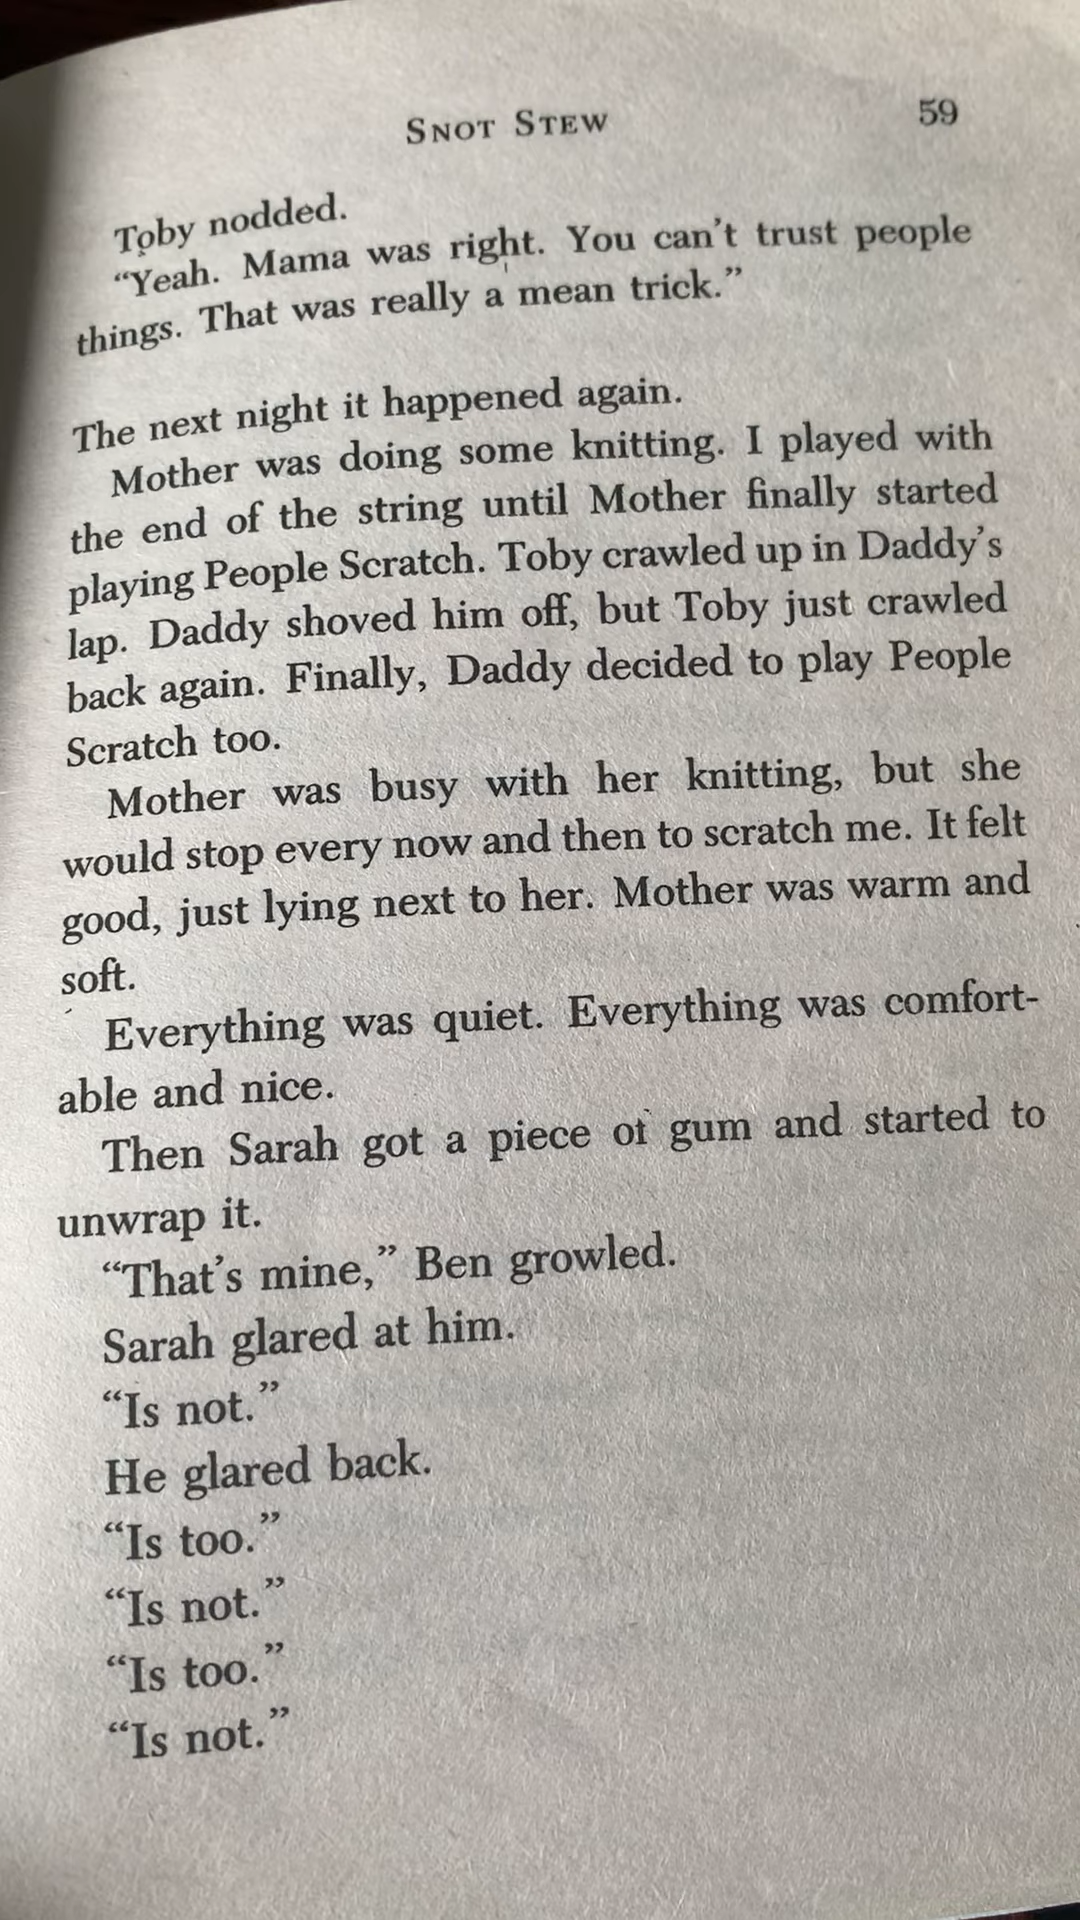 SNOT STEW 59
Toby nodded.
“Yeah. Mama was right. You can’t trust people
things. That was really a mean trick.”
The next night it happened again.
Mother was doing some knitting. I played with
the end of the string until Mother finally started
playing People Scratch. Toby crawled up in Daddy’s
lap. Daddy shoved him off, but Toby just crawled
back again. Finally, Daddy decided to play People
Scratch too.
Mother was busy with her knitting, but she
would stop every now and then to scratch me. It felt
good, just lying next to her. Mother was warm and
soft.
Everything was quiet. Everything was comfort-
able and nice.
Then Sarah got a piece of gum and started to
unwrap it.
“That’s mine,” Ben growled.
Sarah glared at him.
“Is not.”
He glared back.
“Is too.”
“Is not.”
“Is too.”
“Is not.”